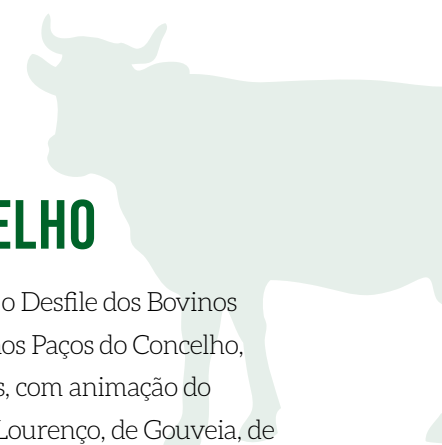 ELHO
o Desfile dos Bovinos
os Paços do Concelho,
s, com animação do
Lourenço, de Gouveia, de